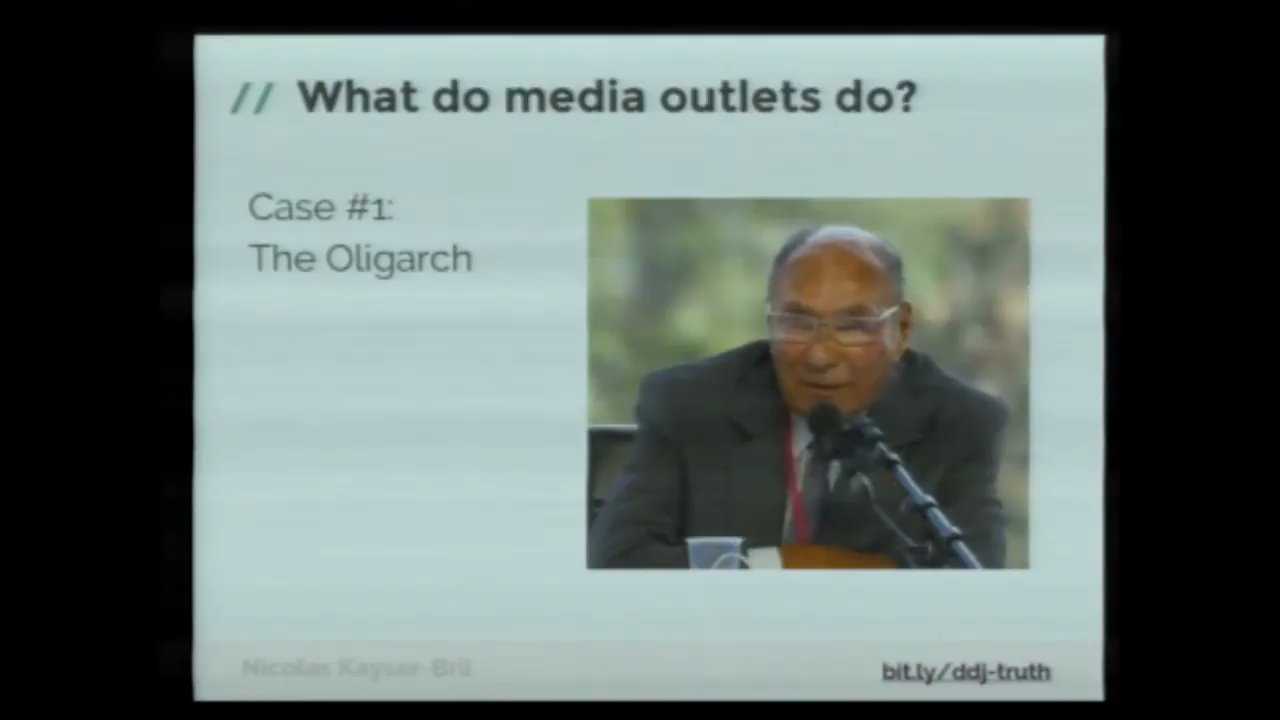 // What do media outlets do?
Case #1:
The Oligarch
Nicolas Kayser-Bril
bit.ly/ddj-truth